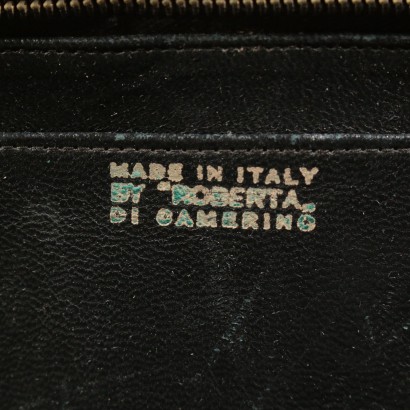 MADE IN ITALY
BY "ROBERTA„
DI CAMERINO